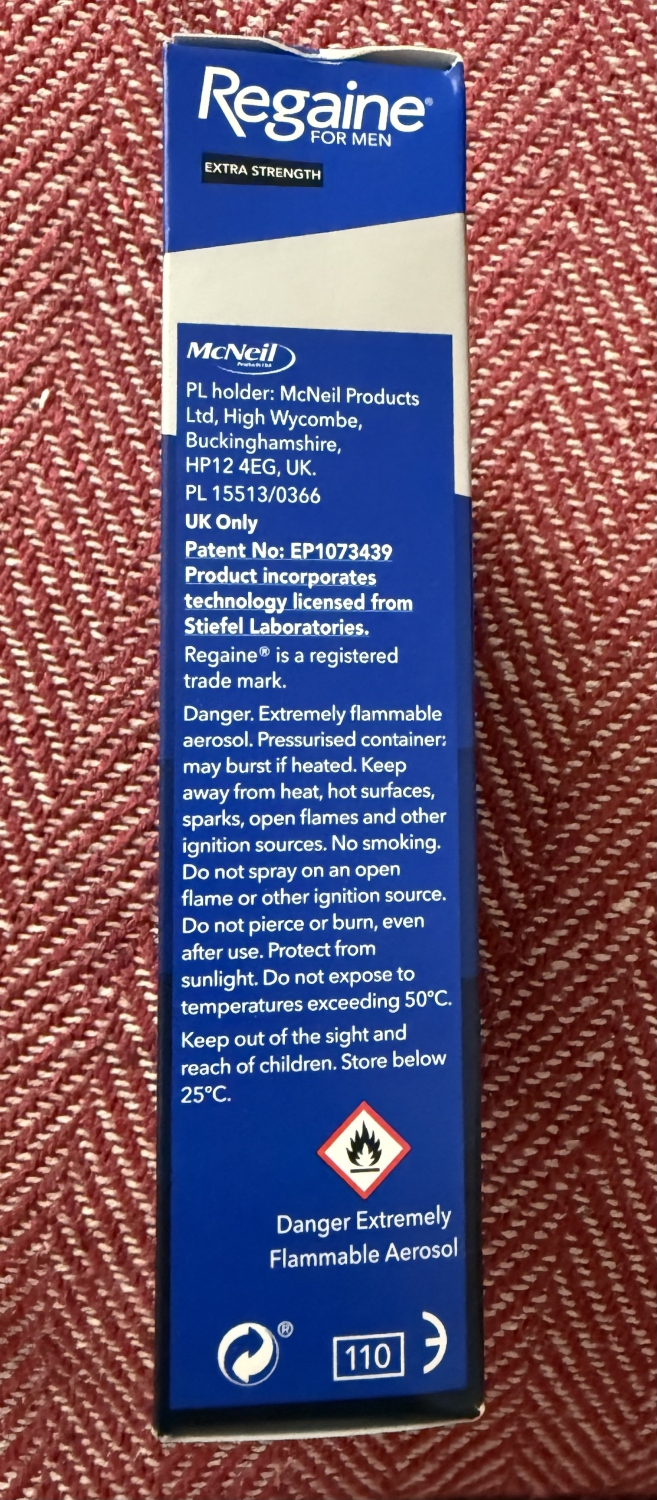 Regaine®
FOR MEN
EXTRA STRENGTH
McNeil
Products Ltd
PL holder: McNeil Products
Ltd, High Wycombe,
Buckinghamshire,
HP12 4EG, UK.
PL 15513/0366
UK Only
Patent No: EP1073439
Product incorporates
technology licensed from
Stiefel Laboratories.
Regaine® is a registered
trade mark.
Danger. Extremely flammable
aerosol. Pressurised container:
may burst if heated. Keep
away from heat, hot surfaces,
sparks, open flames and other
ignition sources. No smoking.
Do not spray on an open
flame or other ignition source.
Do not pierce or burn, even
after use. Protect from
sunlight. Do not expose to
temperatures exceeding 50°C.
Keep out of the sight and
reach of children. Store below
25°C.
Danger Extremely
Flammable Aerosol
®
110